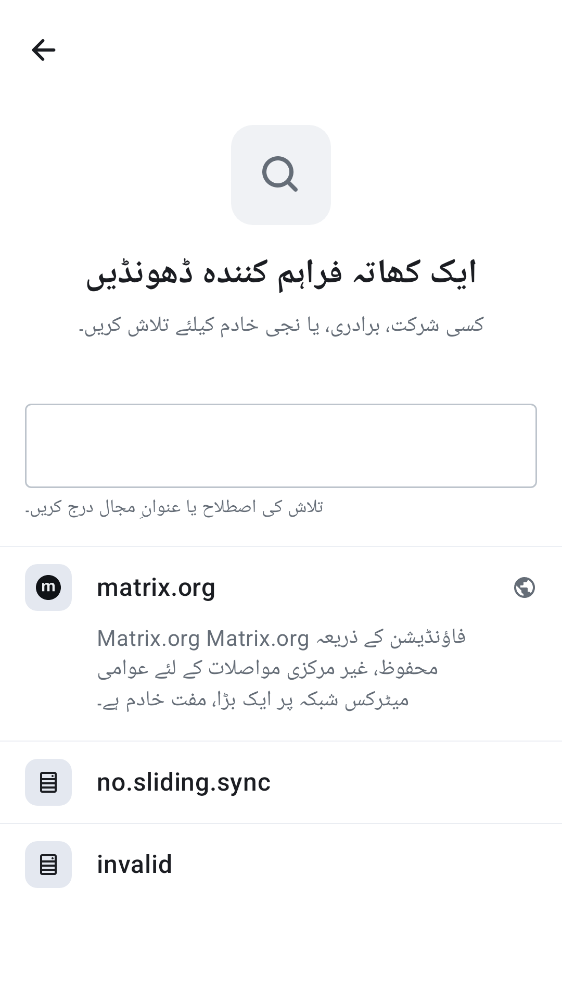 ایک کھاتہ فراہم کنندہ ڈھونڈیں
کسی شرکت، برادری، یا نجی خادم کیلئے تلاش کریں۔
تلاش کی اصطلاح یا عنوانِ مجال درج کریں۔
m
matrix.org
Matrix.org Matrix.org فاؤنڈیشن کے ذریعہ
محفوظ، غیر مرکزی مواصلات کے لئے عوامی
میٹرکس شبکہ پر ایک بڑا، مفت خادم ہے۔
no.sliding.sync
invalid